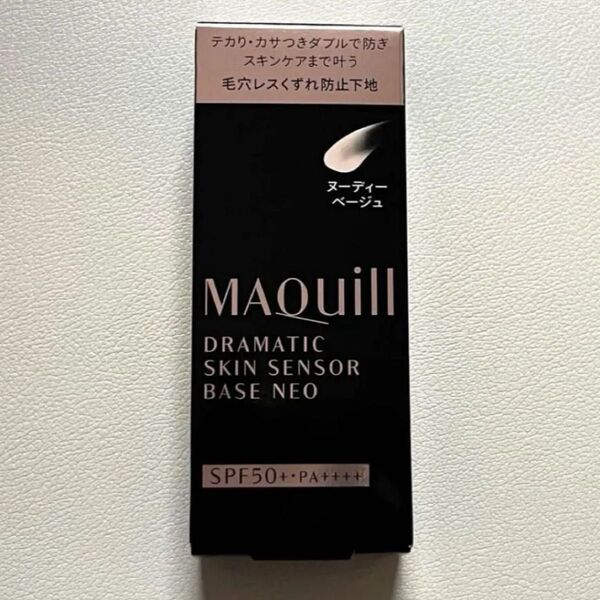 テカリ・カサつきダブルで防ぎ
スキンケアまで叶う
毛穴レスくずれ防止下地
ヌーディー
ベージュ
MAQuill
DRAMATIC
SKIN SENSOR
BASE NEO
SPF50+・PA++++